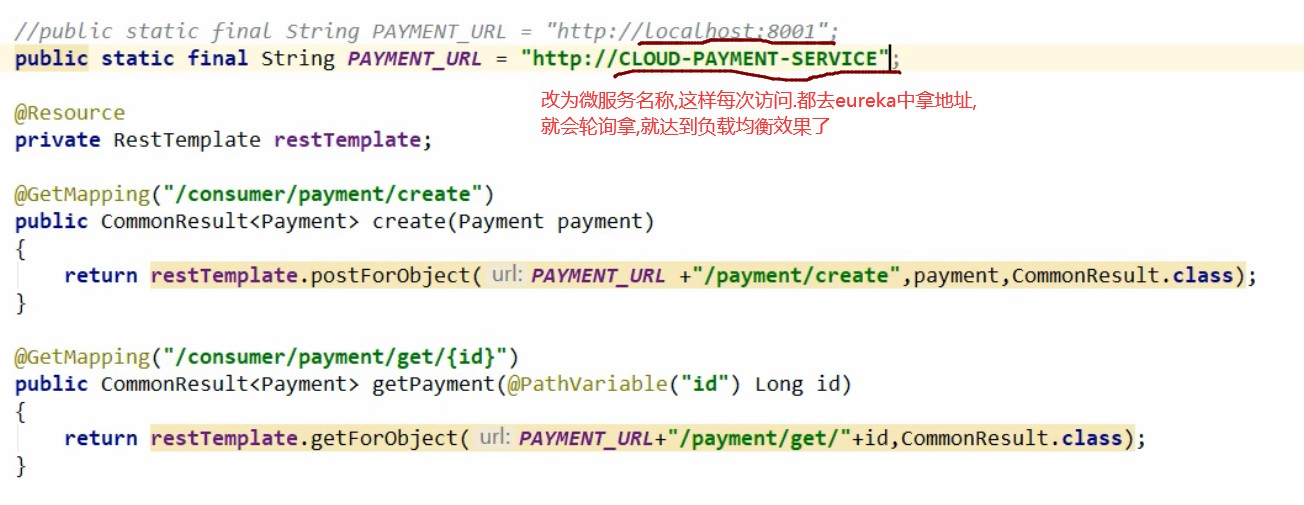 //public static final String PAYMENT_URL = "http://localhost:8001";
public static final String PAYMENT_URL = "http://CLOUD-PAYMENT-SERVICE";
改为微服务名称,这样每次访问.都去eureka中拿地址,
就会轮询拿,就达到负载均衡效果了
@Resource
private RestTemplate restTemplate;
@GetMapping("/consumer/payment/create")
public CommonResult<Payment> create(Payment payment)
{
return restTemplate.postForObject( url: PAYMENT_URL +"/payment/create",payment,CommonResult.class);
}
@GetMapping("/consumer/payment/get/{id}")
public CommonResult<Payment> getPayment(@PathVariable("id") Long id)
{
return restTemplate.getForObject( url: PAYMENT_URL+"/payment/get/"+id,CommonResult.class);
}